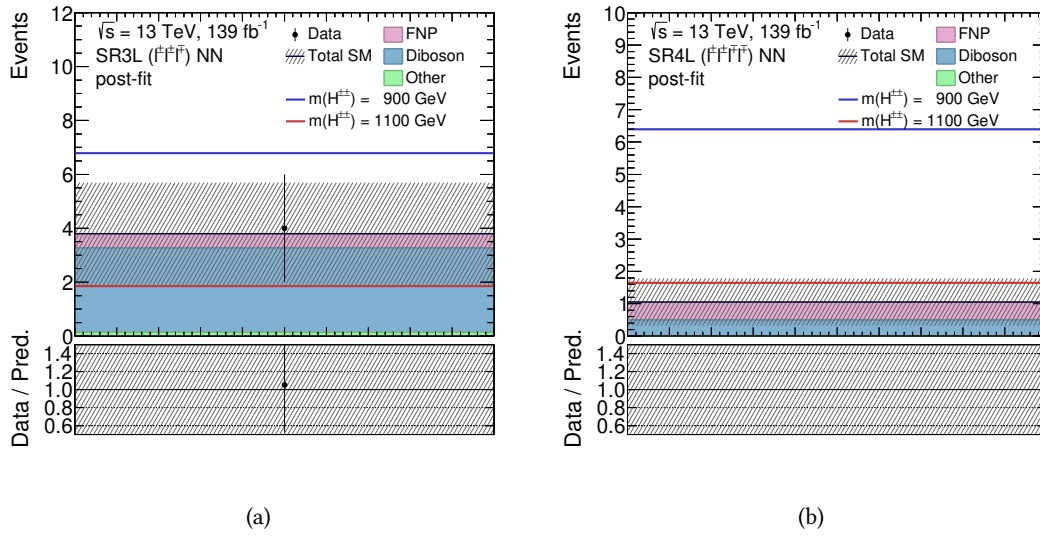 Events
12
10
8
6
4
2
0
√s = 13 TeV, 139 fb⁻¹
SR3L (l±l±l∓) NN
post-fit
Data
Total SM
FNP
Diboson
Other
m(H±±) = 900 GeV
m(H±±) = 1100 GeV
Data / Pred.
1.4
1.2
1.0
0.8
0.6
(a)
Events
10
9
8
7
6
5
4
3
2
1
0
√s = 13 TeV, 139 fb⁻¹
SR4L (l±l±l∓l∓) NN
post-fit
Data
Total SM
FNP
Diboson
Other
m(H±±) = 900 GeV
m(H±±) = 1100 GeV
Data / Pred.
1.4
1.2
1.0
0.8
0.6
(b)